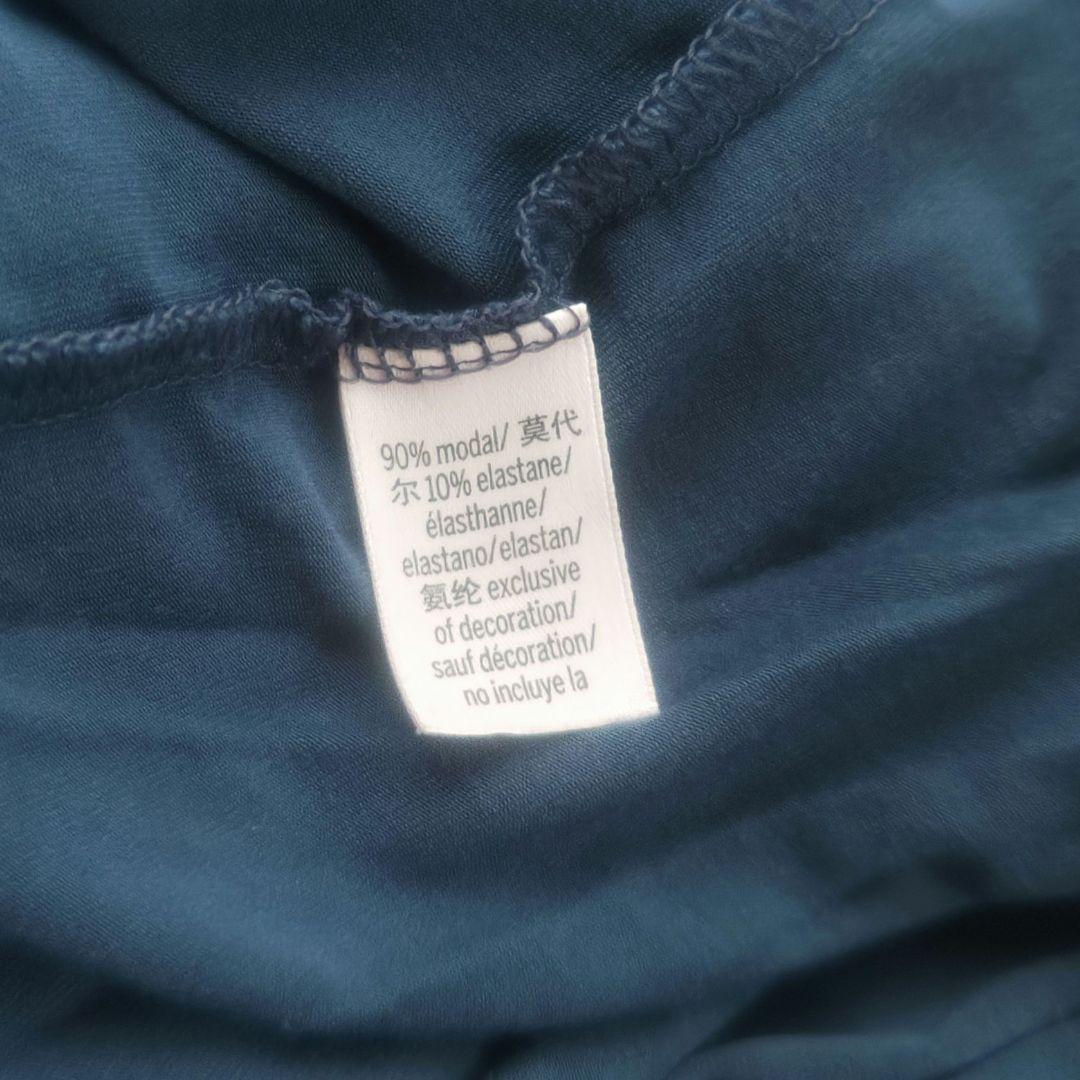 90% modal/ 莫代
尔 10% elastane/
élasthanne/
elastano/elastan/
氨纶 exclusive
of decoration/
sauf décoration/
no incluye la